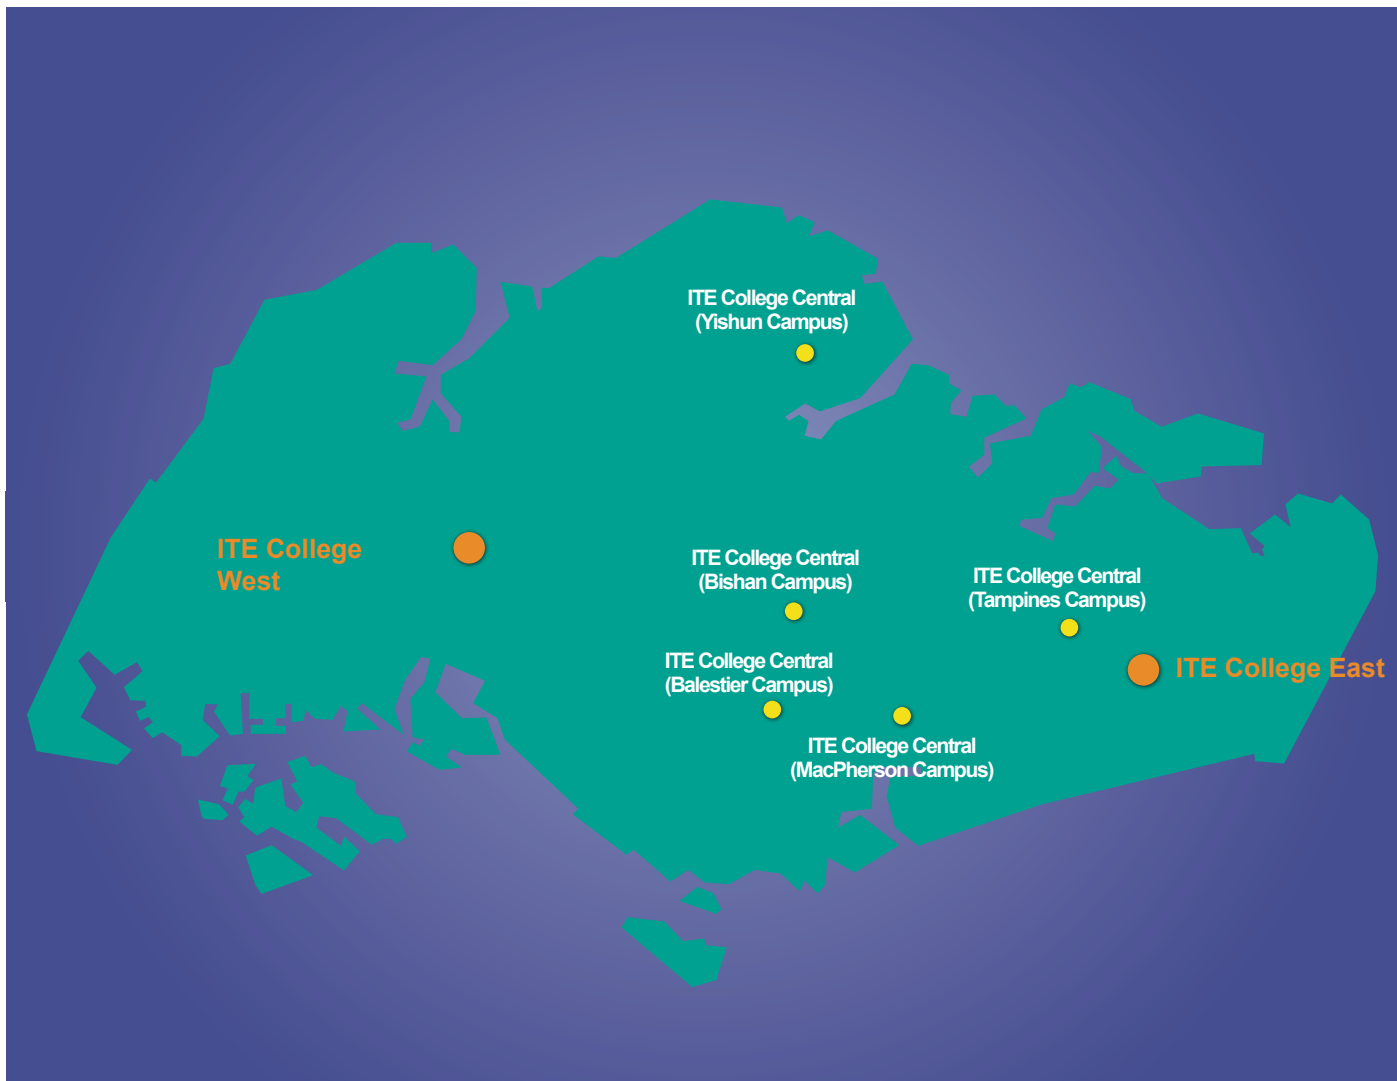 ITE College Central
(Yishun Campus)
ITE College
West
ITE College Central
(Bishan Campus)
ITE College Central
(Tampines Campus)
ITE College Central
(Balestier Campus)
ITE College East
ITE College Central
(MacPherson Campus)